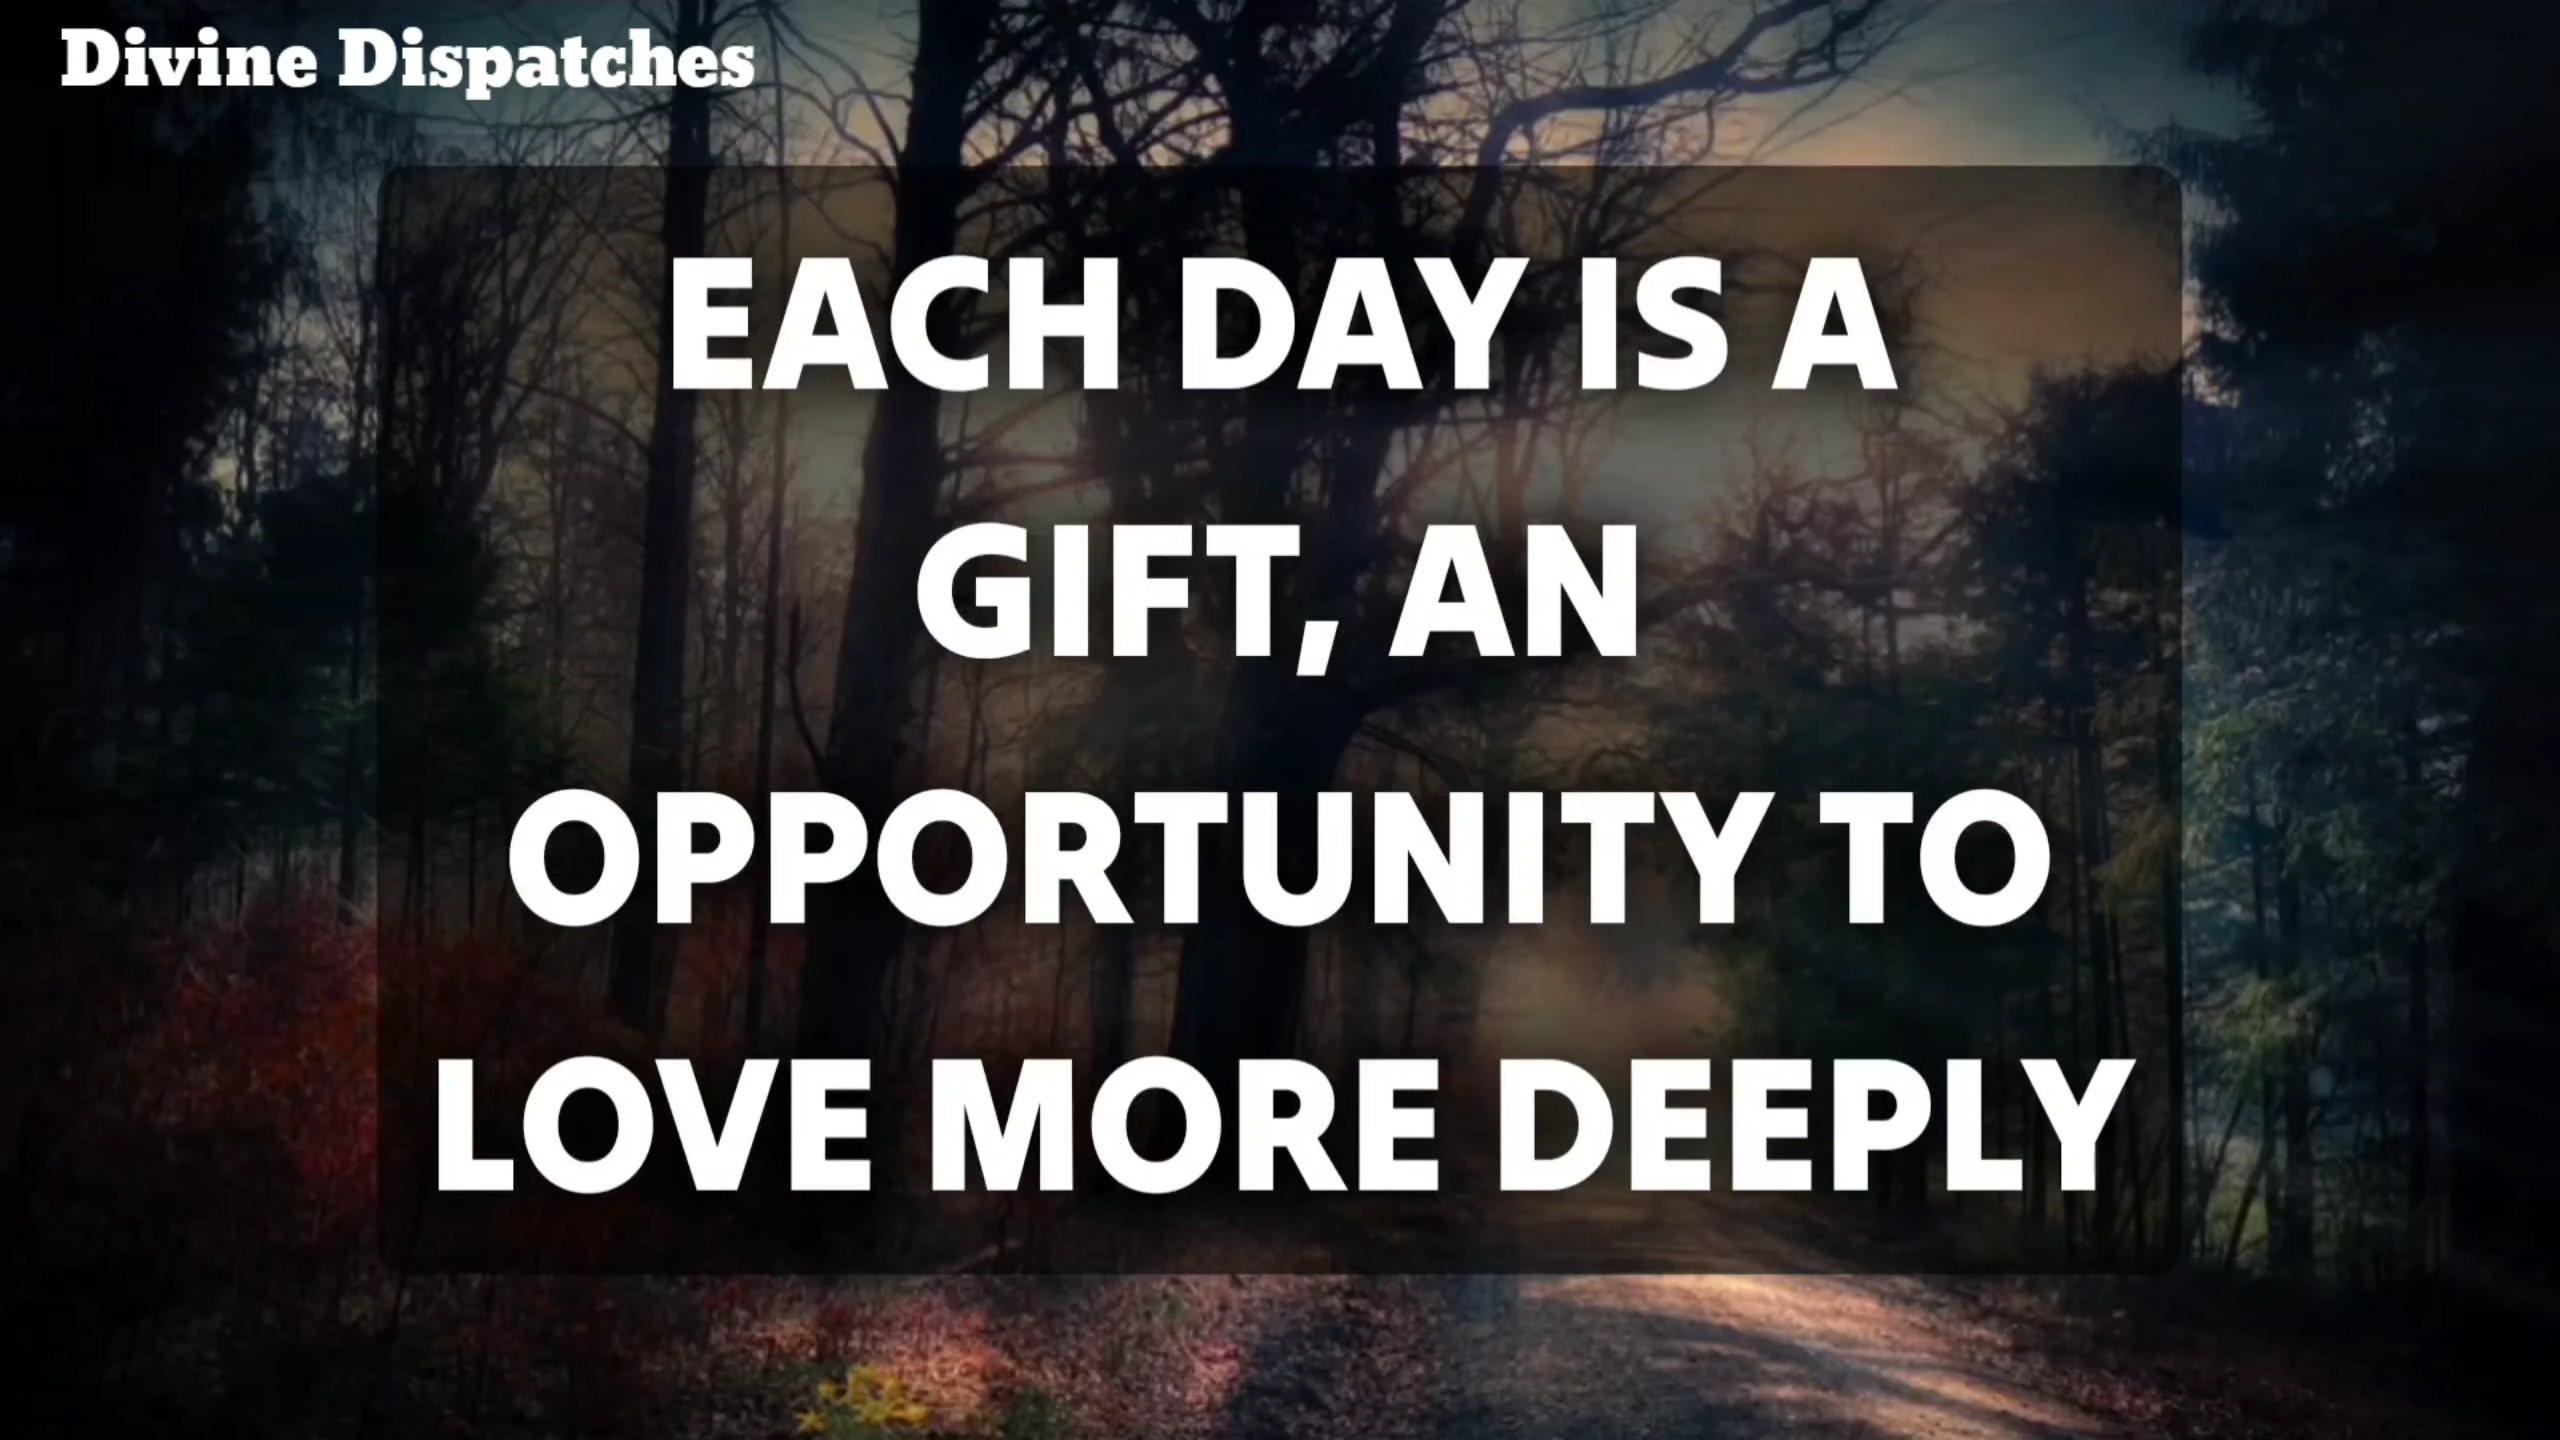 Divine Dispatches
EACH DAY IS A
GIFT, AN
OPPORTUNITY TO
LOVE MORE DEEPLY